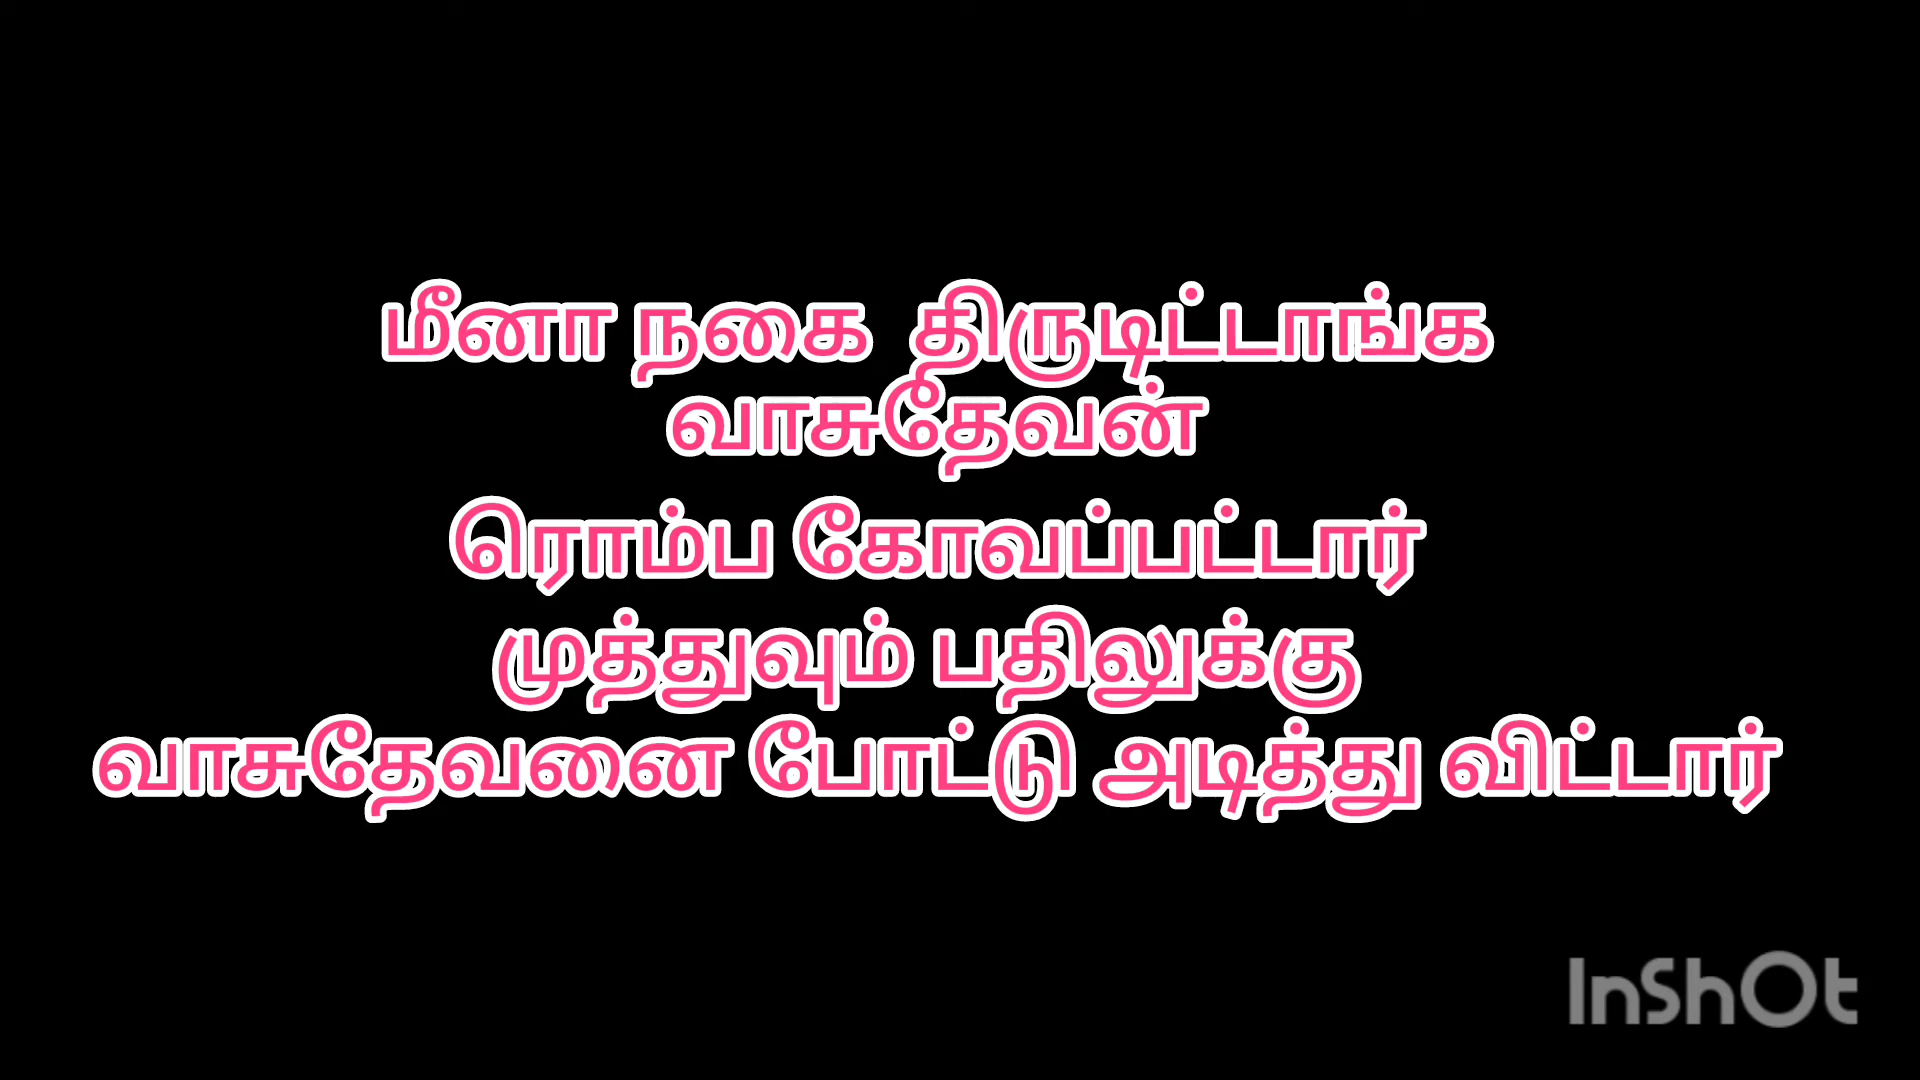 மீனா நகை திருடிட்டாங்க
வாசுதேவன்
ரொம்ப கோவப்பட்டார்
முத்துவும் பதிலுக்கு
வாசுதேவனை போட்டு அடித்து விட்டார்
InShOt